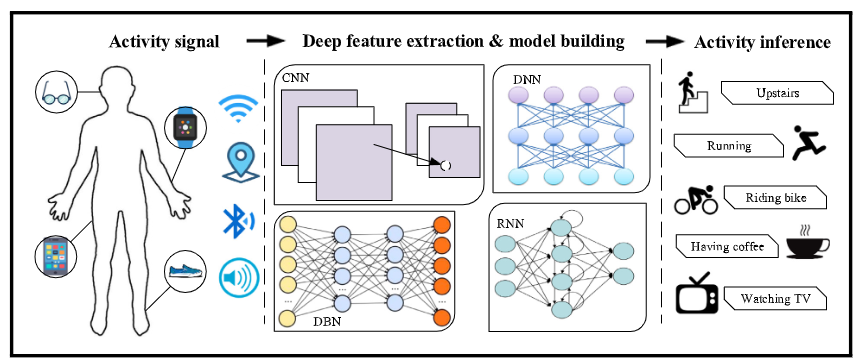 Activity signal
Deep feature extraction & model building
Activity inference
CNN
DNN
DBN
...
...
...
...
RNN
Upstairs
Running
Riding bike
Having coffee
Watching TV